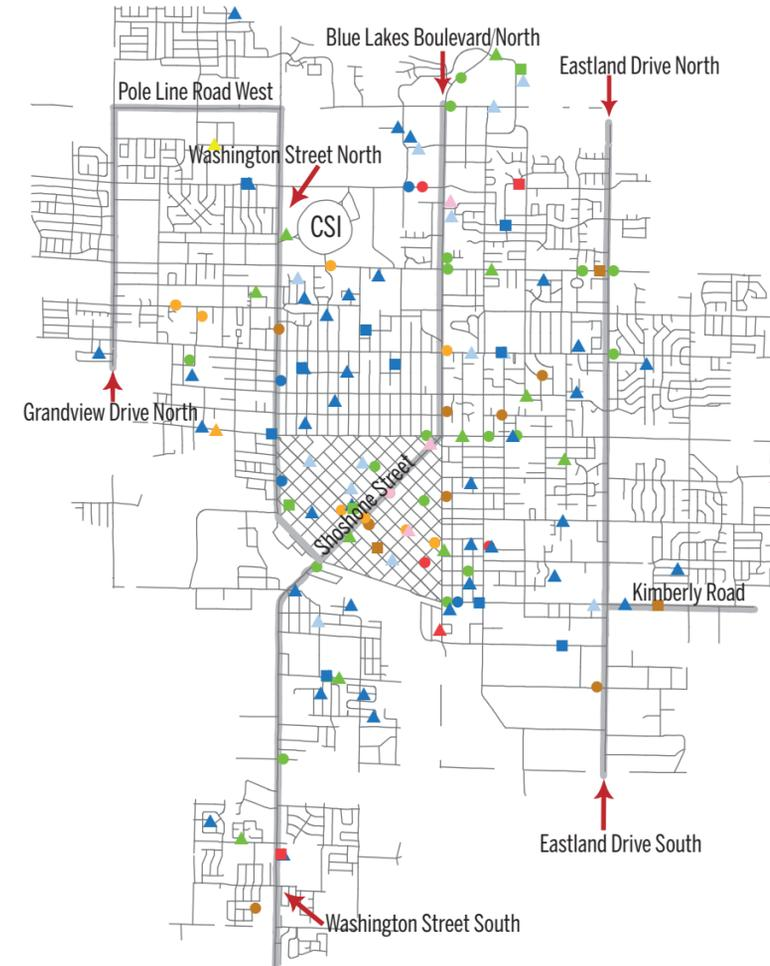 Blue Lakes Boulevard North
Eastland Drive North
Pole Line Road West
Washington Street North
CSI
Grandview Drive North
Shoshone Street
Kimberly Road
Eastland Drive South
Washington Street South